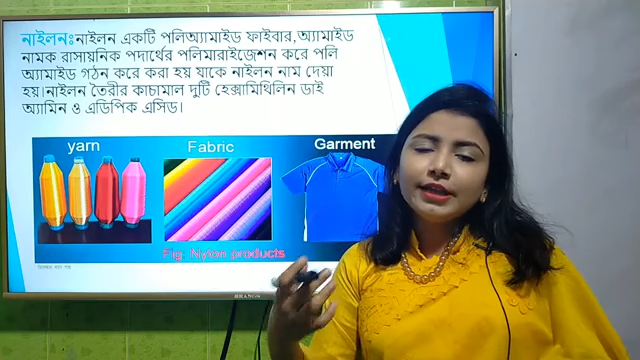 নাইলনঃনাইলন একটি পলিঅ্যামাইড ফাইবার,অ্যামাইড
নামক রাসায়নিক পদার্থের পলিমারাইজেশন করে পলি
অ্যামাইড গঠন করে করা হয় যাকে নাইলন নাম দেয়া
হয়।নাইলন তৈরীর কাচামাল দুটি হেক্সামিথিলিন ডাই
অ্যামিন ও এডিপিক এসিড।
yarn Fabric Garment
Fig: Nylon products